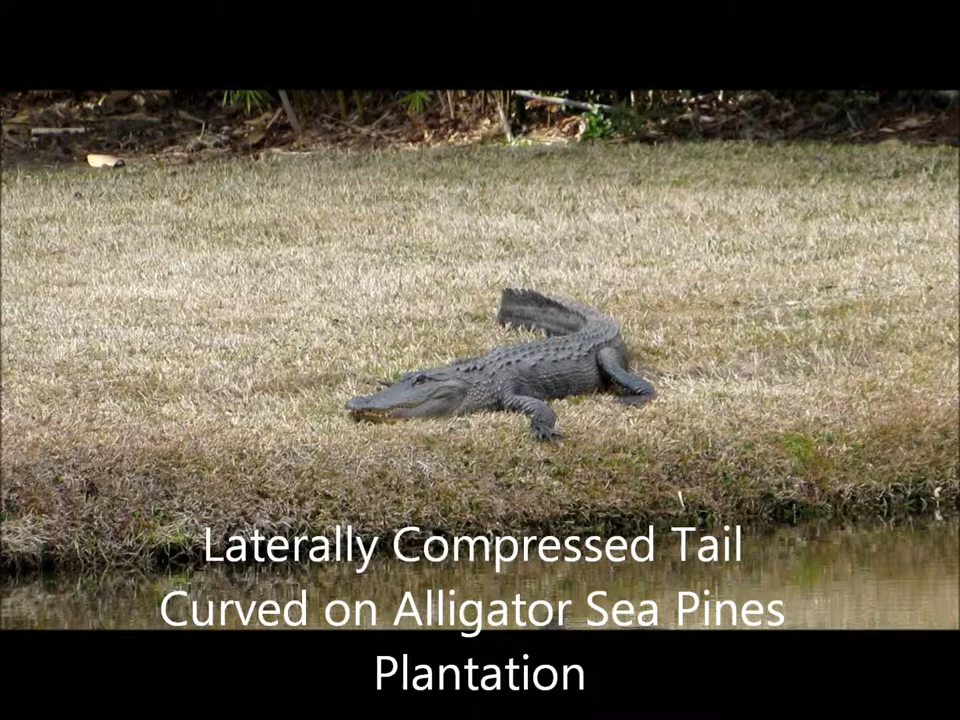 Laterally Compressed Tail
Curved on Alligator Sea Pines
Plantation